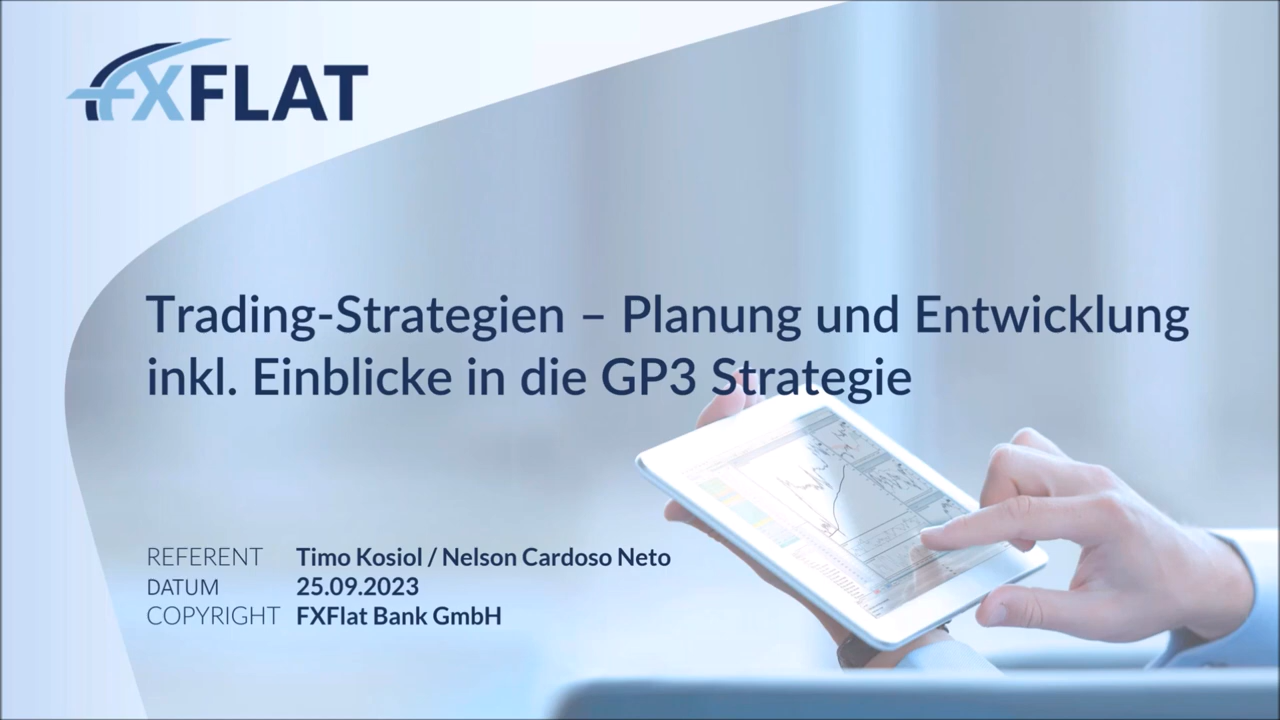 FXFLAT
Trading-Strategien – Planung und Entwicklung
inkl. Einblicke in die GP3 Strategie
REFERENT Timo Kosiol / Nelson Cardoso Neto
DATUM 25.09.2023
COPYRIGHT FXFlat Bank GmbH